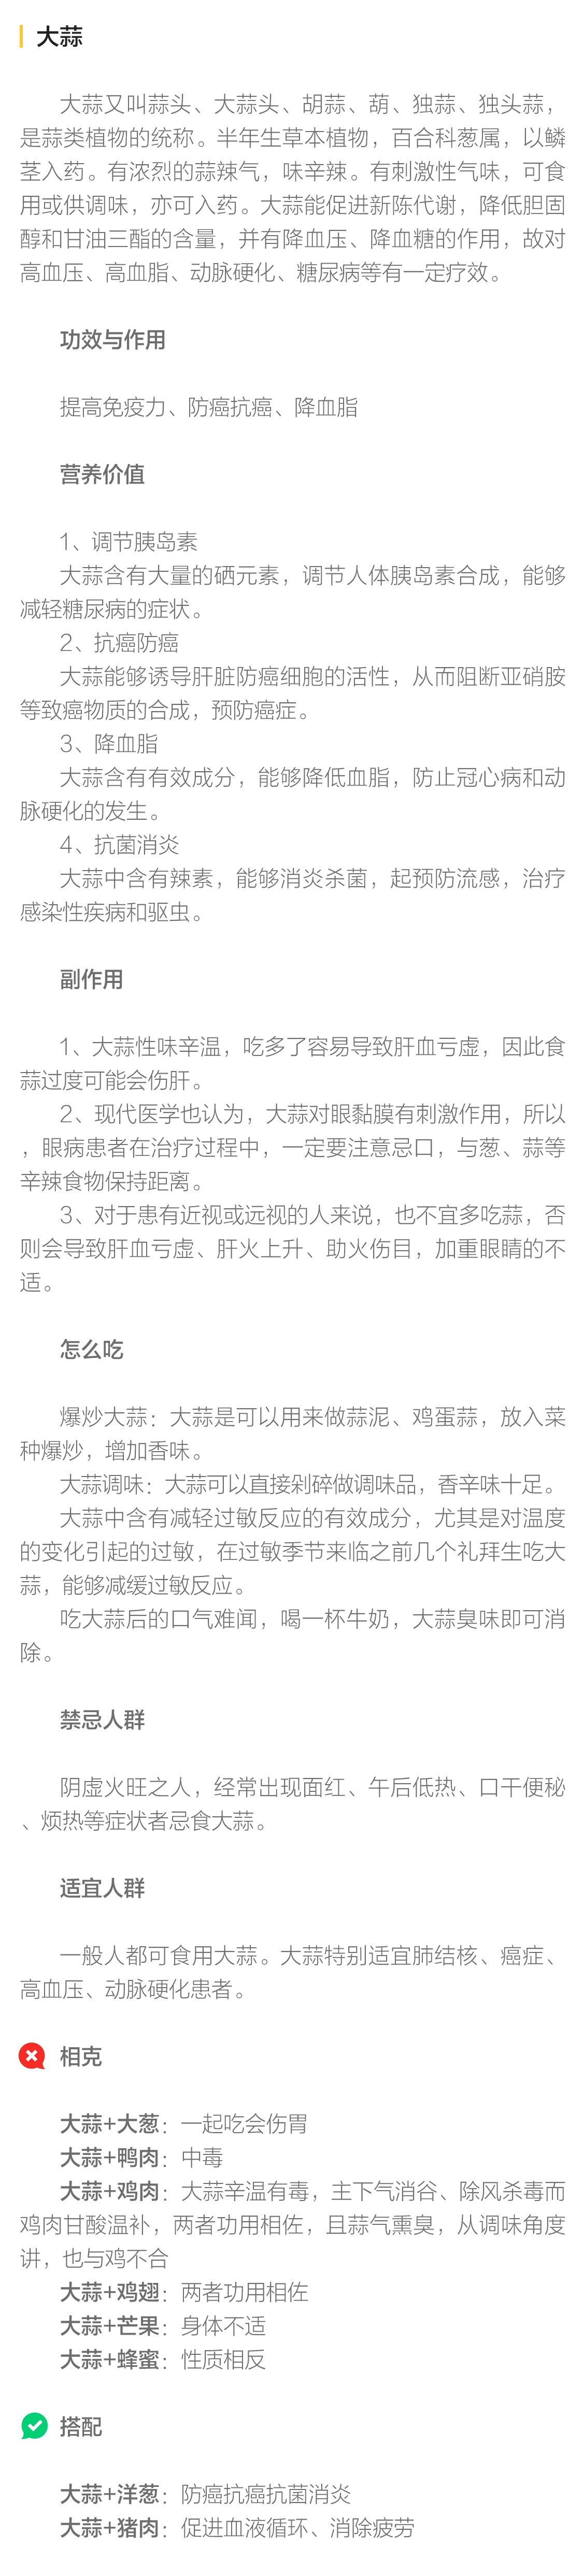 大蒜
大蒜又叫蒜头、大蒜头、胡蒜、葫、独蒜、独头蒜，
是蒜类植物的统称。半年生草本植物，百合科葱属，以鳞
茎入药。有浓烈的蒜辣气，味辛辣。有刺激性气味，可食
用或供调味，亦可入药。大蒜能促进新陈代谢，降低胆固
醇和甘油三酯的含量，并有降血压、降血糖的作用，故对
高血压、高血脂、动脉硬化、糖尿病等有一定疗效。
功效与作用
提高免疫力、防癌抗癌、降血脂
营养价值
1、调节胰岛素
大蒜含有大量的硒元素，调节人体胰岛素合成，能够
减轻糖尿病的症状。
2、抗癌防癌
大蒜能够诱导肝脏防癌细胞的活性，从而阻断亚硝胺
等致癌物质的合成，预防癌症。
3、降血脂
大蒜含有有效成分，能够降低血脂，防止冠心病和动
脉硬化的发生。
4、抗菌消炎
大蒜中含有辣素，能够消炎杀菌，起预防流感，治疗
感染性疾病和驱虫。
副作用
1、大蒜性味辛温，吃多了容易导致肝血亏虚，因此食
蒜过度可能会伤肝。
2、现代医学也认为，大蒜对眼黏膜有刺激作用，所以
，眼病患者在治疗过程中，一定要注意忌口，与葱、蒜等
辛辣食物保持距离。
3、对于患有近视或远视的人来说，也不宜多吃蒜，否
则会导致肝血亏虚、肝火上升、助火伤目，加重眼睛的不
适。
怎么吃
爆炒大蒜：大蒜是可以用来做蒜泥、鸡蛋蒜，放入菜
种爆炒，增加香味。
大蒜调味：大蒜可以直接剁碎做调味品，香辛味十足。
大蒜中含有减轻过敏反应的有效成分，尤其是对温度
的变化引起的过敏，在过敏季节来临之前几个礼拜生吃大
蒜，能够减缓过敏反应。
吃大蒜后的口气难闻，喝一杯牛奶，大蒜臭味即可消
除。
禁忌人群
阴虚火旺之人，经常出现面红、午后低热、口干便秘
、烦热等症状者忌食大蒜。
适宜人群
一般人都可食用大蒜。大蒜特别适宜肺结核、癌症、
高血压、动脉硬化患者。
相克
大蒜+大葱：一起吃会伤胃
大蒜+鸭肉：中毒
大蒜+鸡肉：大蒜辛温有毒，主下气消谷、除风杀毒而
鸡肉甘酸温补，两者功用相佐，且蒜气熏臭，从调味角度
讲，也与鸡不合
大蒜+鸡翅：两者功用相佐
大蒜+芒果：身体不适
大蒜+蜂蜜：性质相反
搭配
大蒜+洋葱：防癌抗癌抗菌消炎
大蒜+猪肉：促进血液循环、消除疲劳